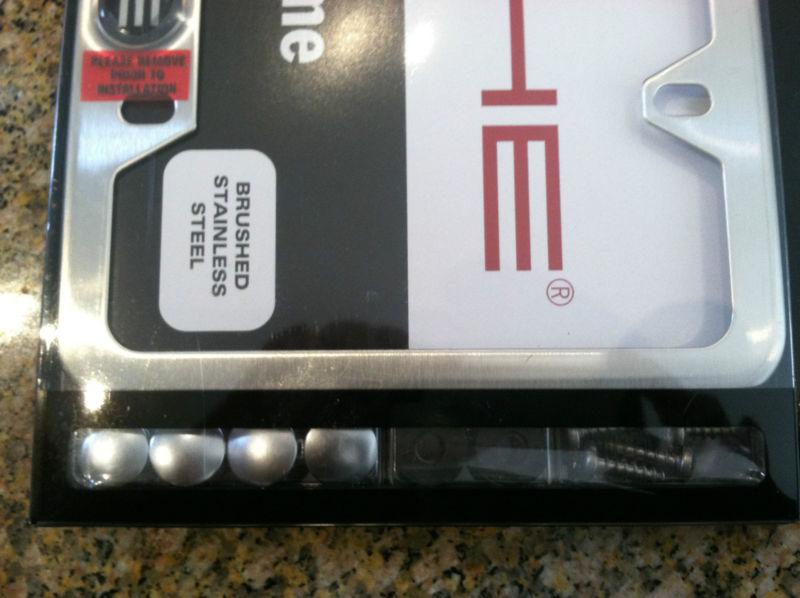 PLEASE REMOVE
PRIOR TO
INSTALLATION
me
HE®
BRUSHED
STAINLESS
STEEL